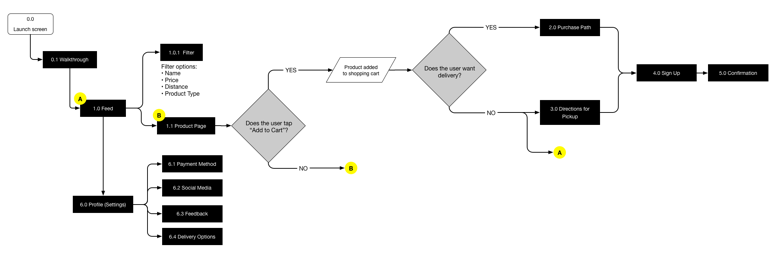 0.0
Launch screen
0.1 Walkthrough
A
1.0 Feed
1.0.1 Filter
Filter options:
• Name
• Price
• Distance
• Product Type
B
1.1 Product Page
6.0 Profile (Settings)
6.1 Payment Method
6.2 Social Media
6.3 Feedback
6.4 Delivery Options
Does the user tap
"Add to Cart"?
YES
NO
B
Product added
to shopping cart
Does the user want
delivery?
YES
NO
2.0 Purchase Path
3.0 Directions for
Pickup
A
4.0 Sign Up
5.0 Confirmation